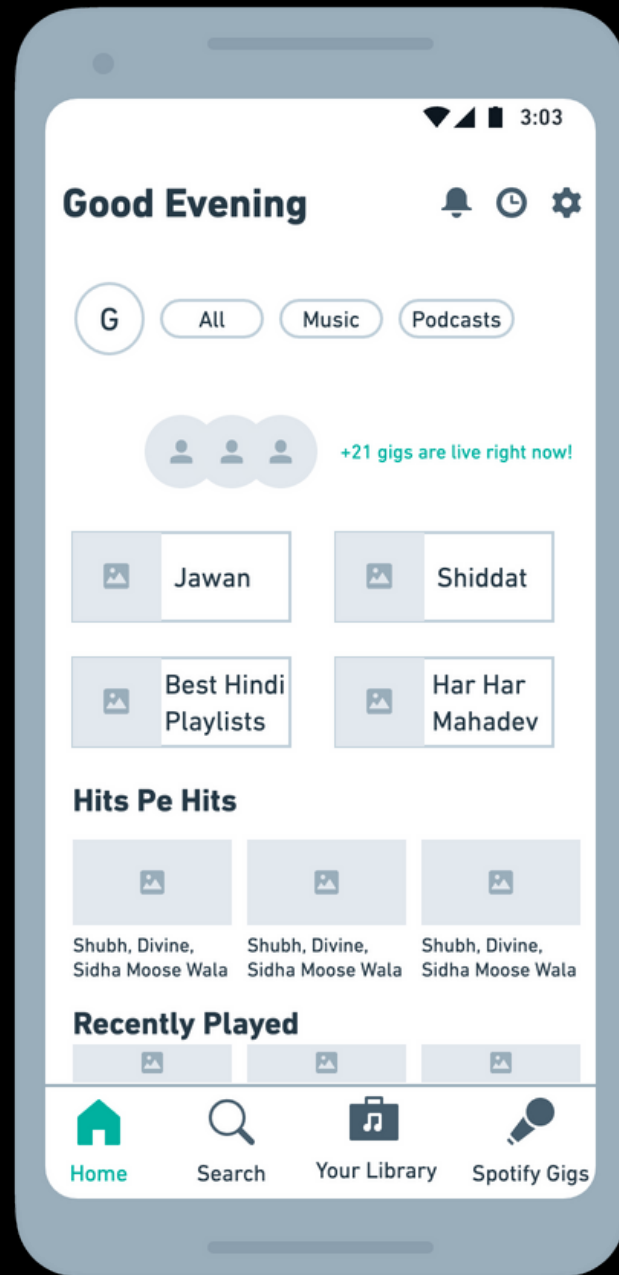 3:03
Good Evening
G
All
Music
Podcasts
+21 gigs are live right now!
Jawan
Shiddat
Best Hindi
Playlists
Har Har
Mahadev
Hits Pe Hits
Shubh, Divine,
Sidha Moose Wala
Shubh, Divine,
Sidha Moose Wala
Shubh, Divine,
Sidha Moose Wala
Recently Played
Home
Search
Your Library
Spotify Gigs